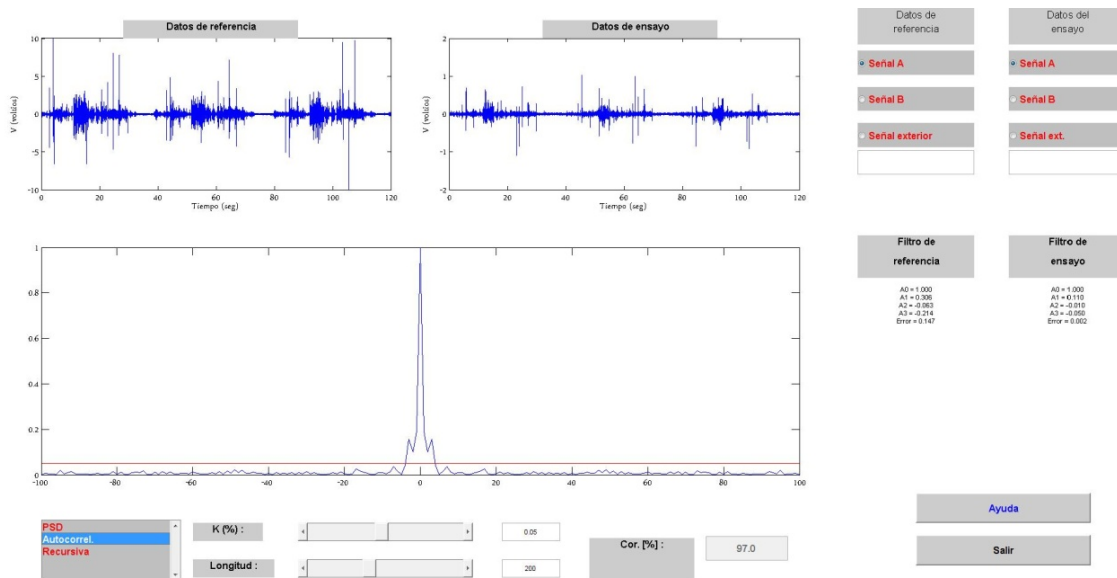 Datos de referencia
Datos de ensayo
10
5
0
-5
-10
V (voltios)
0 20 40 60 80 100 120
Tiempo (seg)
2
1
0
-1
-2
V (voltios)
0 20 40 60 80 100 120
Tiempo (seg)
Datos de
referencia
Señal A
Señal B
Señal exterior
Datos del
ensayo
Señal A
Señal B
Señal ext.
1
0.8
0.6
0.4
0.2
0
-100 -80 -60 -40 -20 0 20 40 60 80 100
Filtro de
referencia
A0 = 1.000
A1 = 0.306
A2 = -0.063
A3 = -0.214
Error = 0.147
Filtro de
ensayo
A0 = 1.000
A1 = 0.110
A2 = -0.010
A3 = -0.050
Error = 0.002
PSD
Autocorrel.
Recursiva
K (%) :
0.05
Longitud :
200
Cor. [%] :
97.0
Ayuda
Salir